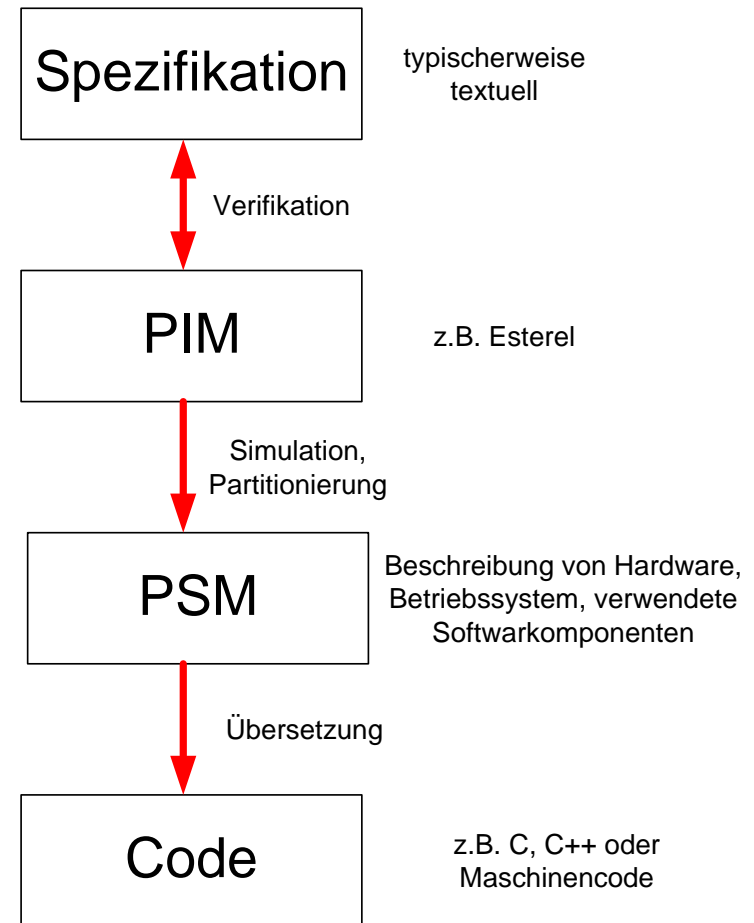 Spezifikation
typischerweise
textuell
Verifikation
PIM
z.B. Esterel
Simulation,
Partitionierung
PSM
Beschreibung von Hardware,
Betriebssystem, verwendete
Softwarkomponenten
Übersetzung
Code
z.B. C, C++ oder
Maschinencode